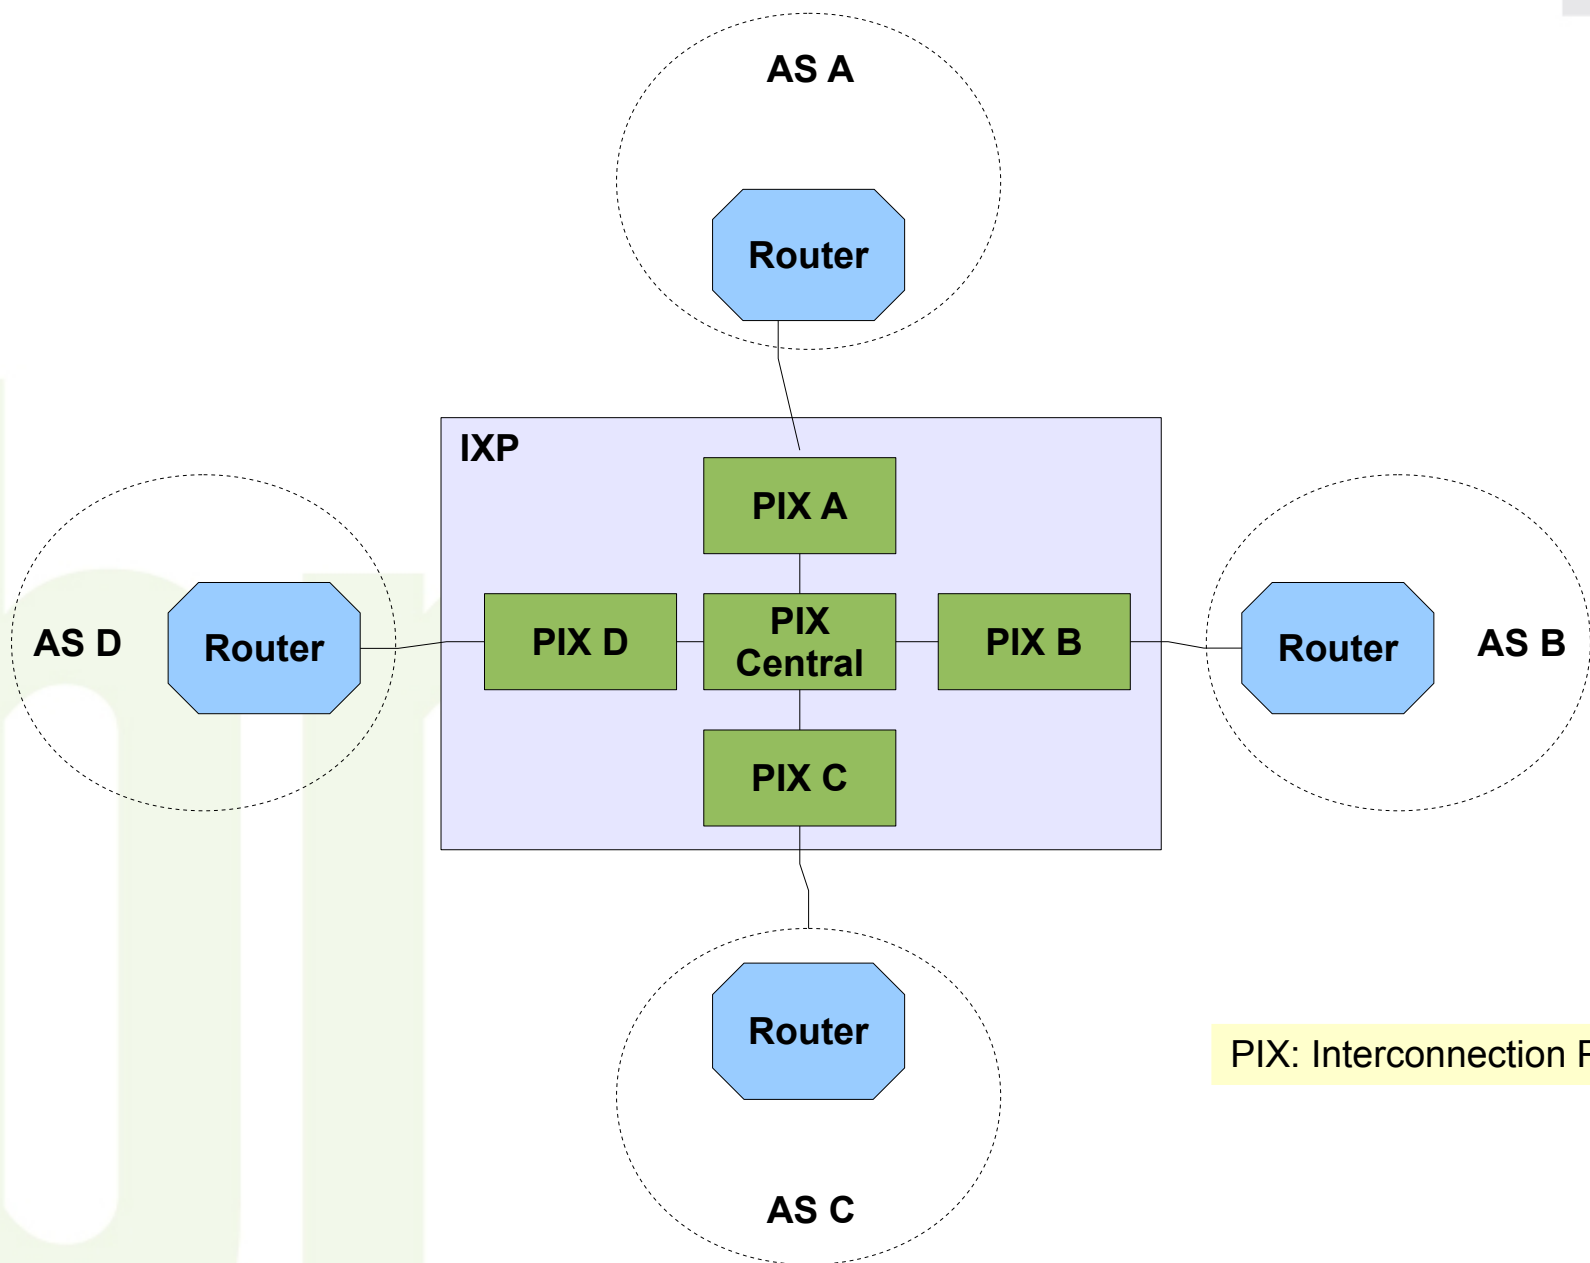 AS A
Router
IXP
PIX A
AS D
Router
PIX D
PIX
Central
PIX B
Router
AS B
PIX C
Router
PIX: Interconnection
AS C